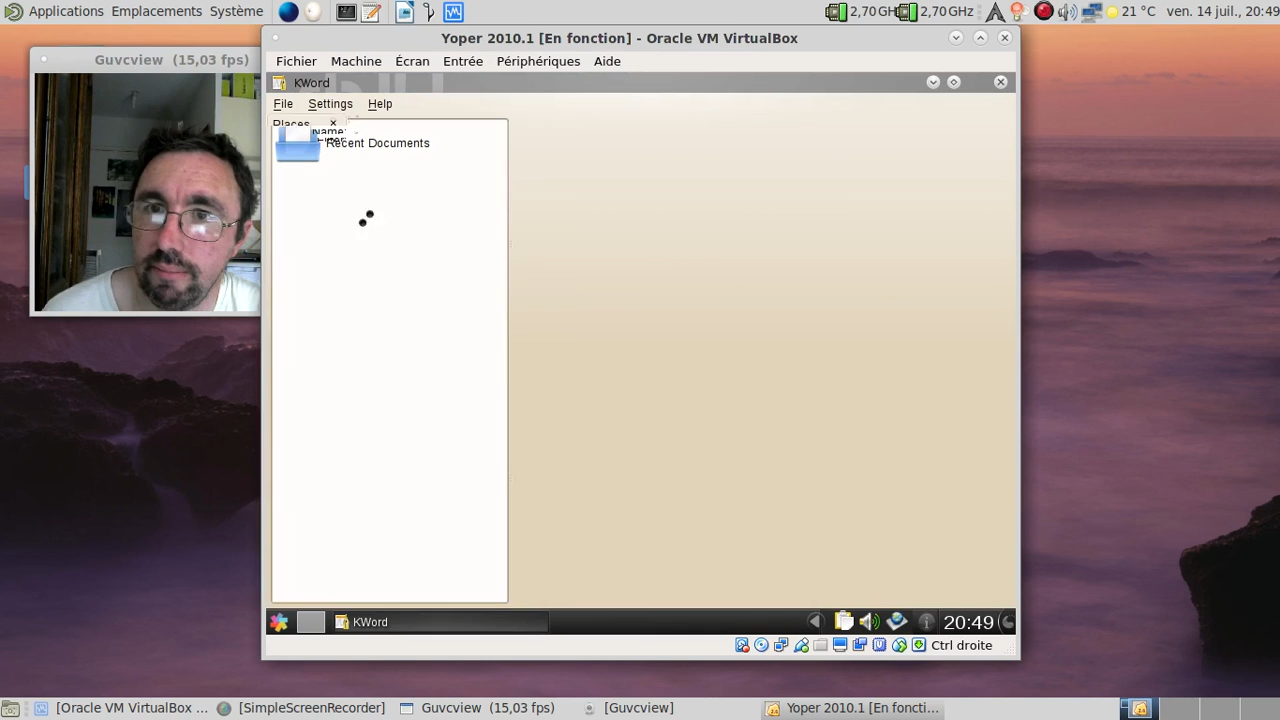 Applications Emplacements Système
2,70 GHZ 2,70 GHZ 21 °C ven. 14 juil., 20:49
Guvcview (15,03 fps)
Yoper 2010.1 [En fonction] - Oracle VM VirtualBox
Fichier Machine Écran Entrée Périphériques Aide
KWord
File Settings Help
Places
Name:
Recent Documents
KWord
20:49
Ctrl droite
[Oracle VM VirtualBox ... [SimpleScreenRecorder] Guvcview (15,03 fps) [Guvcview] Yoper 2010.1 [En foncti...